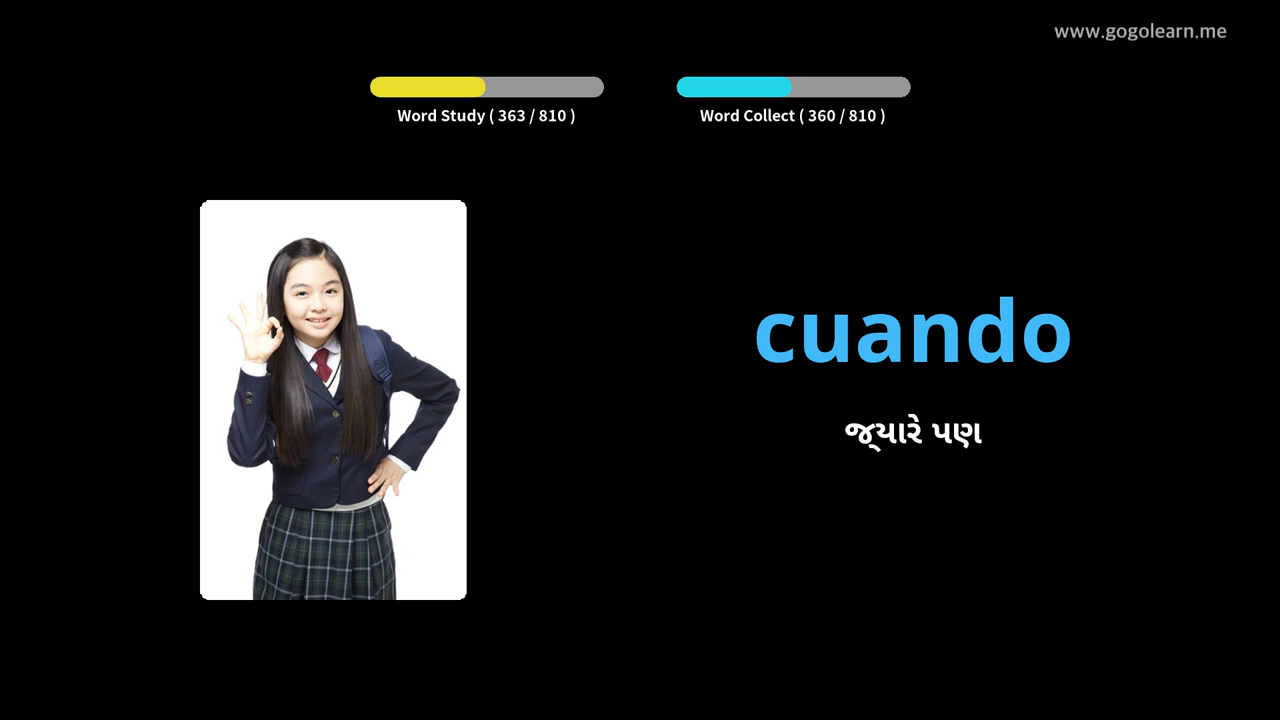 www.gogolearn.me
Word Study ( 363 / 810 )
Word Collect ( 360 / 810 )
cuando
જ્યારે પણ